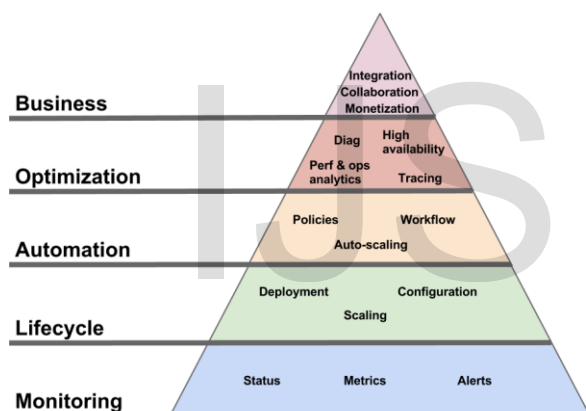 Integration
Collaboration
Business
Monetization
Diag
High
availability
Perf & ops
analytics
Optimization
Tracing
Policies
Workflow
Automation
Auto-scaling
Deployment
Configuration
Scaling
Lifecycle
Status
Metrics
Alerts
Monitoring
IJS